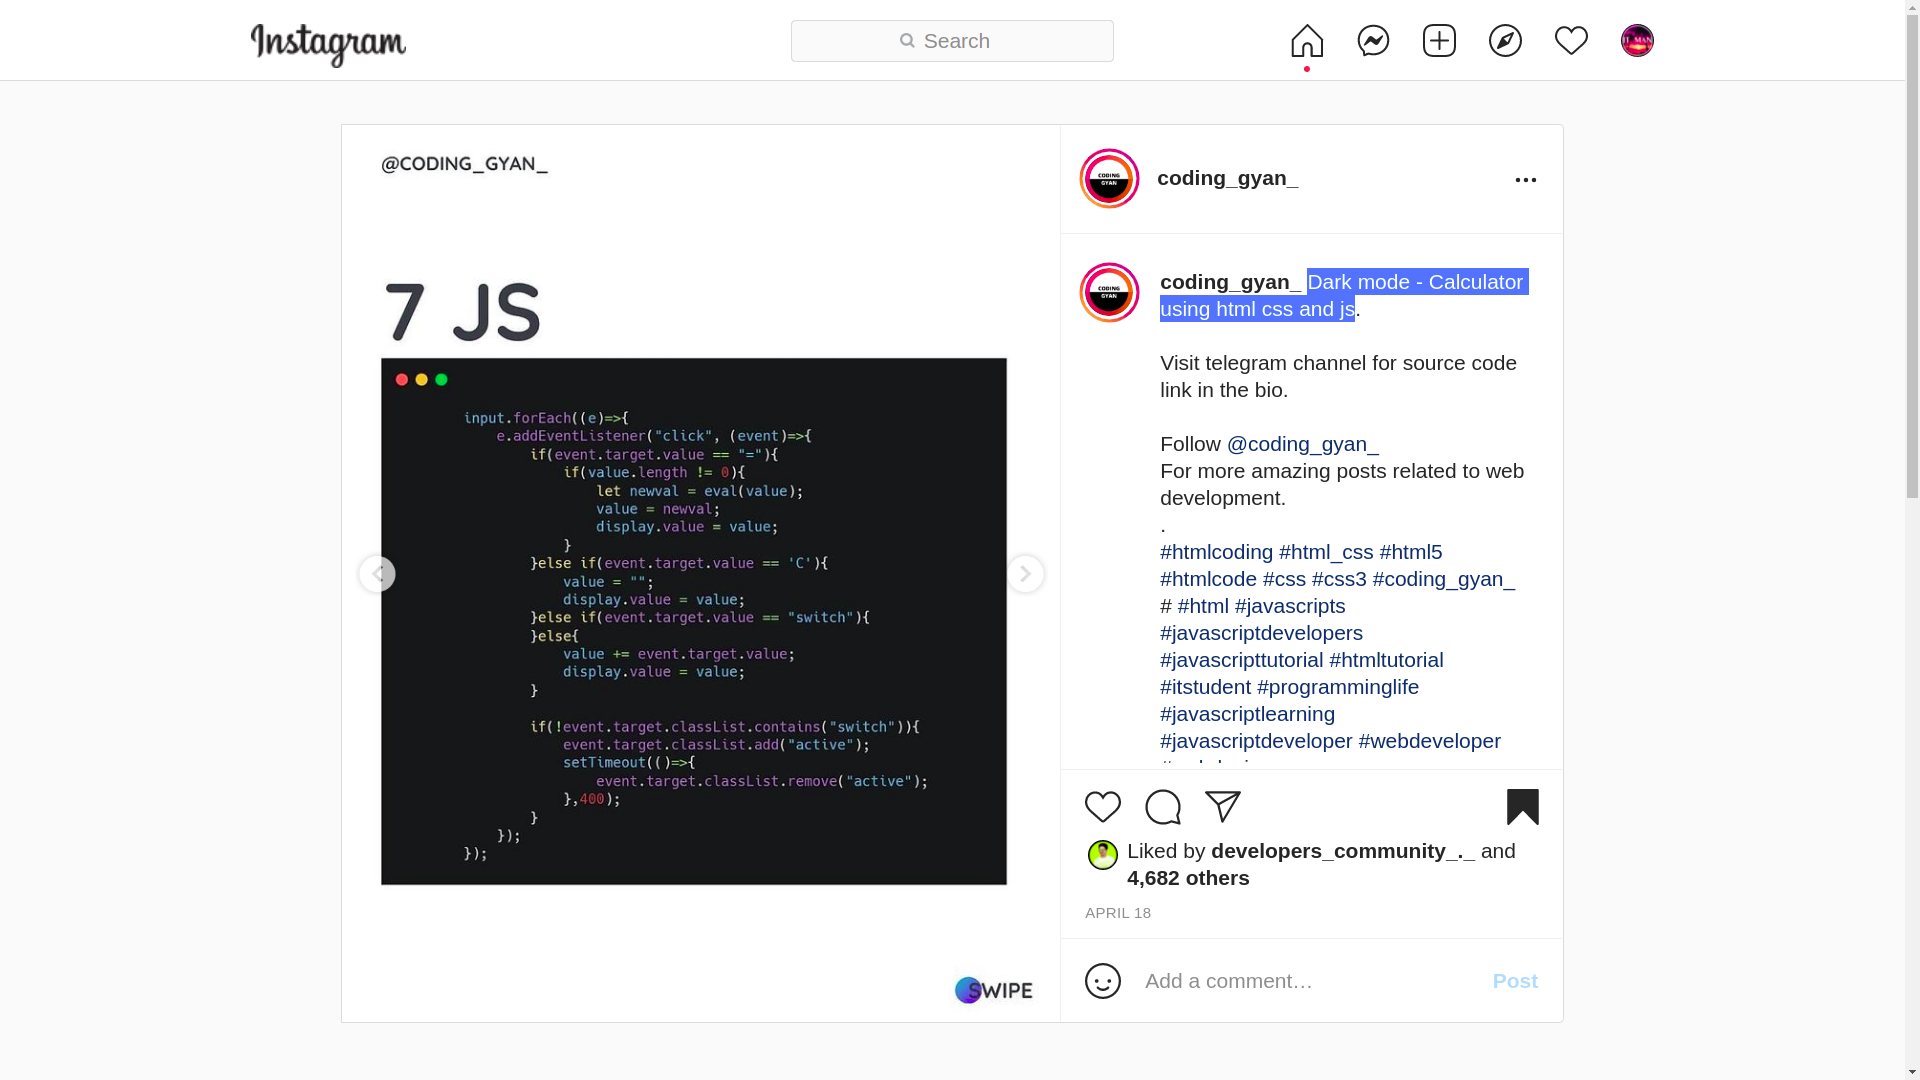 Instagram
Search
@CODING_GYAN_
7 JS
input.forEach((e)=>{
e.addEventListener("click", (event)=>{
if(event.target.value == "="){
if(value.length != 0){
let newval = eval(value);
value = newval;
display.value = value;
}
}else if(event.target.value == 'C'){
value = "";
display.value = value;
}else if(event.target.value == "switch"){
}else{
value += event.target.value;
display.value = value;
}
if(!event.target.classList.contains("switch")){
event.target.classList.add("active");
setTimeout(()=>{
event.target.classList.remove("active");
},400);
}
});
});
SWIPE
CODING
GYAN
coding_gyan_
CODING
GYAN
coding_gyan_ Dark mode - Calculator
using html css and js.
Visit telegram channel for source code
link in the bio.
Follow @coding_gyan_
For more amazing posts related to web
development.
.
#htmlcoding #html_css #html5
#htmlcode #css #css3 #coding_gyan_
# #html #javascripts
#javascriptdevelopers
#javascripttutorial #htmltutorial
#itstudent #programminglife
#javascriptlearning
#javascriptdeveloper #webdeveloper
Liked by developers_community_._ and
4,682 others
APRIL 18
Add a comment…
Post